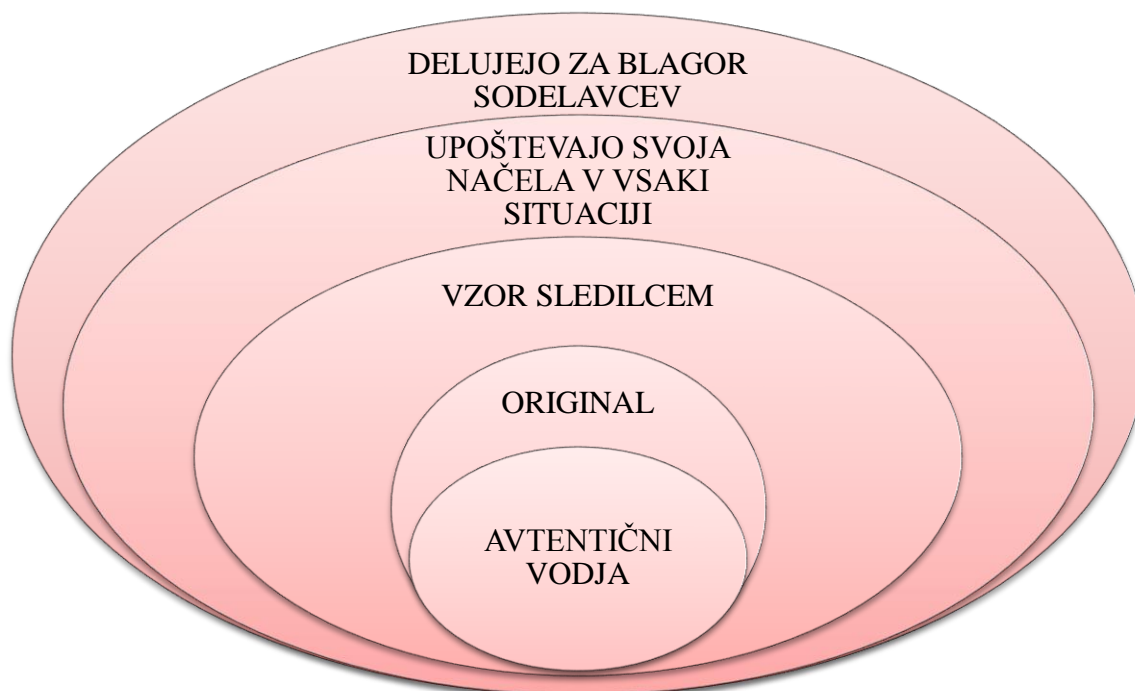 DELUJEJO ZA BLAGOR
SODELAVCEV
UPOŠTEVAJO SVOJA
NAČELA V VSAKI
SITUACIJI
VZOR SLEDILCEM
ORIGINAL
AVTENTIČNI
VODJA